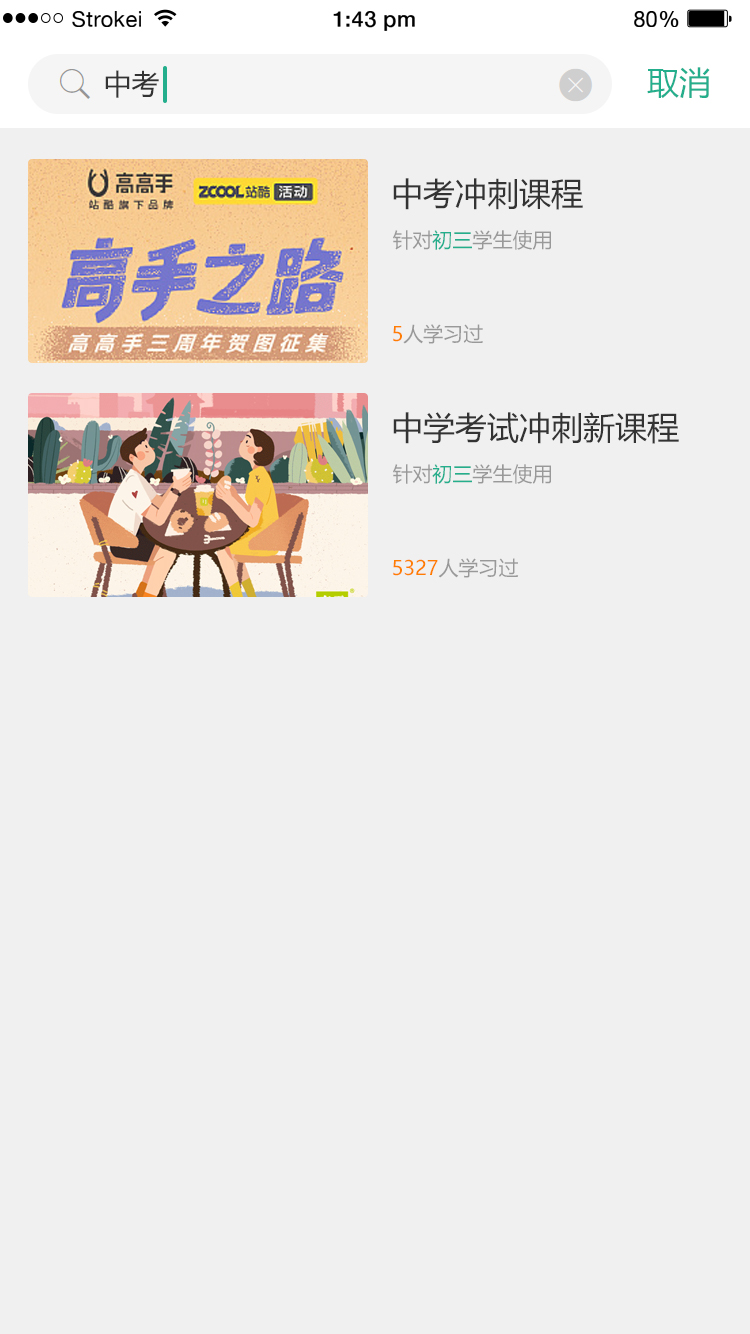 Strokei 1:43 pm 80%
中考 取消
高高手 ZCOOL站酷 活动
站酷旗下品牌
高手之路
高高手三周年贺图征集
中考冲刺课程
针对初三学生使用
5人学习过
中学考试冲刺新课程
针对初三学生使用
5327人学习过